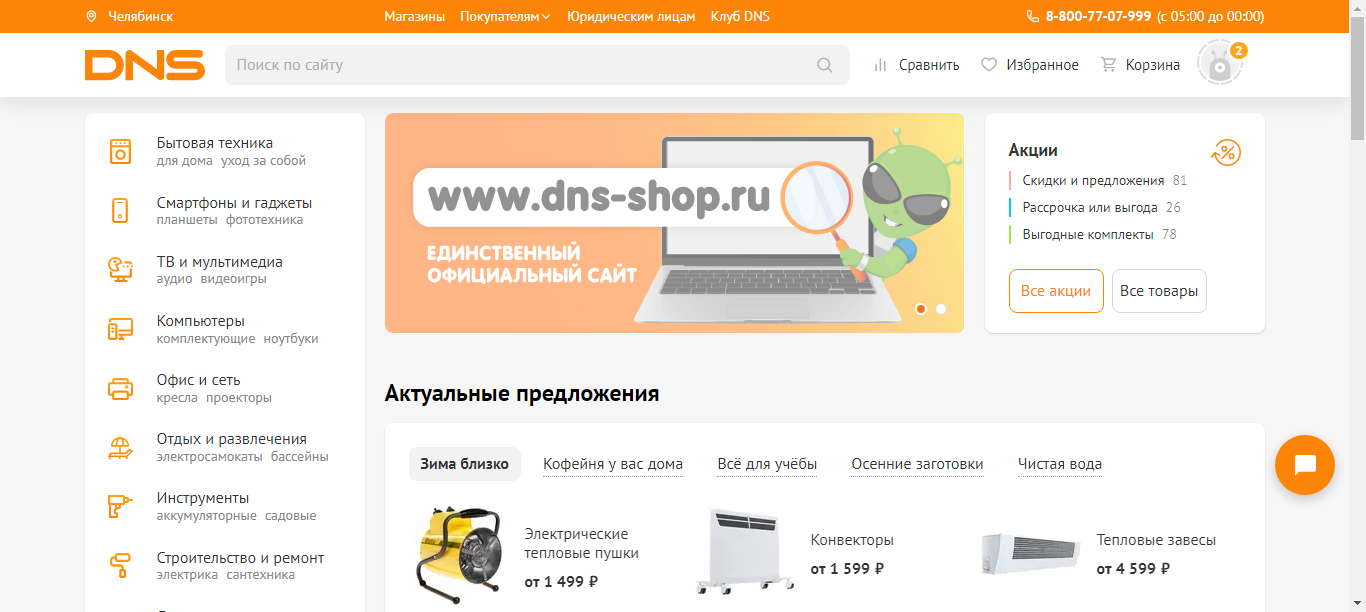 Челябинск
Магазины Покупателям Юридическим лицам Клуб DNS
8-800-77-07-999 (с 05:00 до 00:00)
DNS
Поиск по сайту
Сравнить
Избранное
Корзина
2
Бытовая техника
для дома уход за собой
Смартфоны и гаджеты
планшеты фототехника
ТВ и мультимедиа
аудио видеоигры
Компьютеры
комплектующие ноутбуки
Офис и сеть
кресла проекторы
Отдых и развлечения
электросамокаты бассейны
Инструменты
аккумуляторные садовые
Строительство и ремонт
электрика сантехника
www.dns-shop.ru
ЕДИНСТВЕННЫЙ
ОФИЦИАЛЬНЫЙ САЙТ
Акции
Скидки и предложения 81
Рассрочка или выгода 26
Выгодные комплекты 78
Все акции
Все товары
Актуальные предложения
Зима близко
Кофейня у вас дома
Всё для учёбы
Осенние заготовки
Чистая вода
Электрические
тепловые пушки
от 1 499 ₽
Конвекторы
от 1 599 ₽
Тепловые завесы
от 4 599 ₽